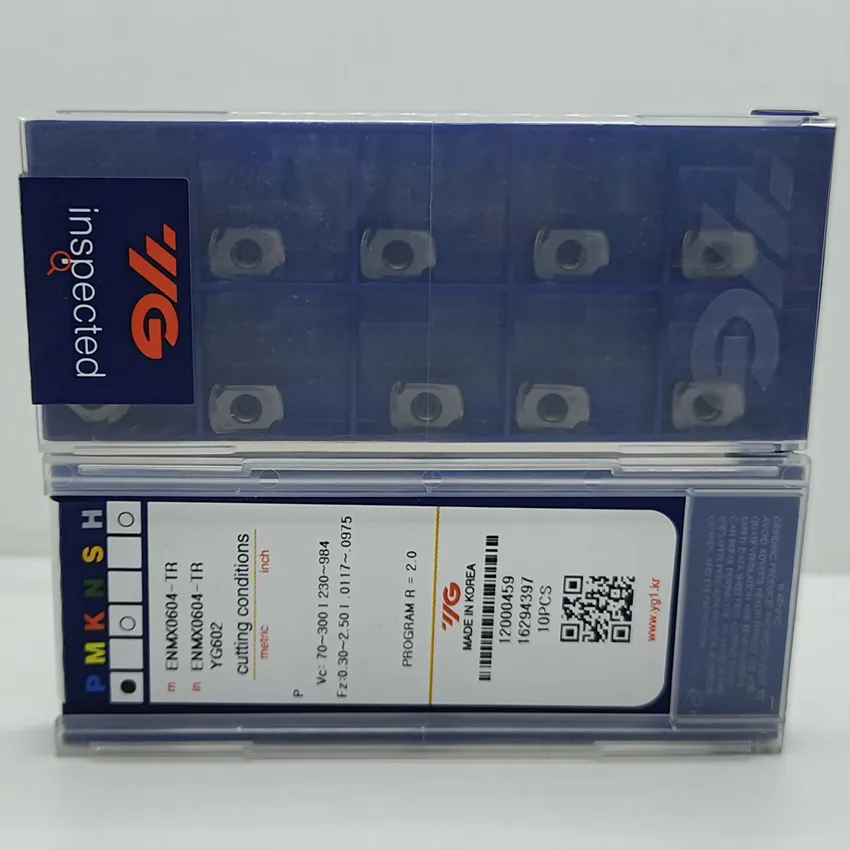 YG
inspected
YG
P M K N S H
m ENMX0604-TR
in ENMX0604-TR
YG602
cutting conditions
metric inch
P
Vc: 70~300 | 230~984
Fz:0.30~2.50 | .0117~.0975
PROGRAM R = 2.0
YG
MADE IN KOREA
12000459
16294397
10PCS
www.yg1.kr